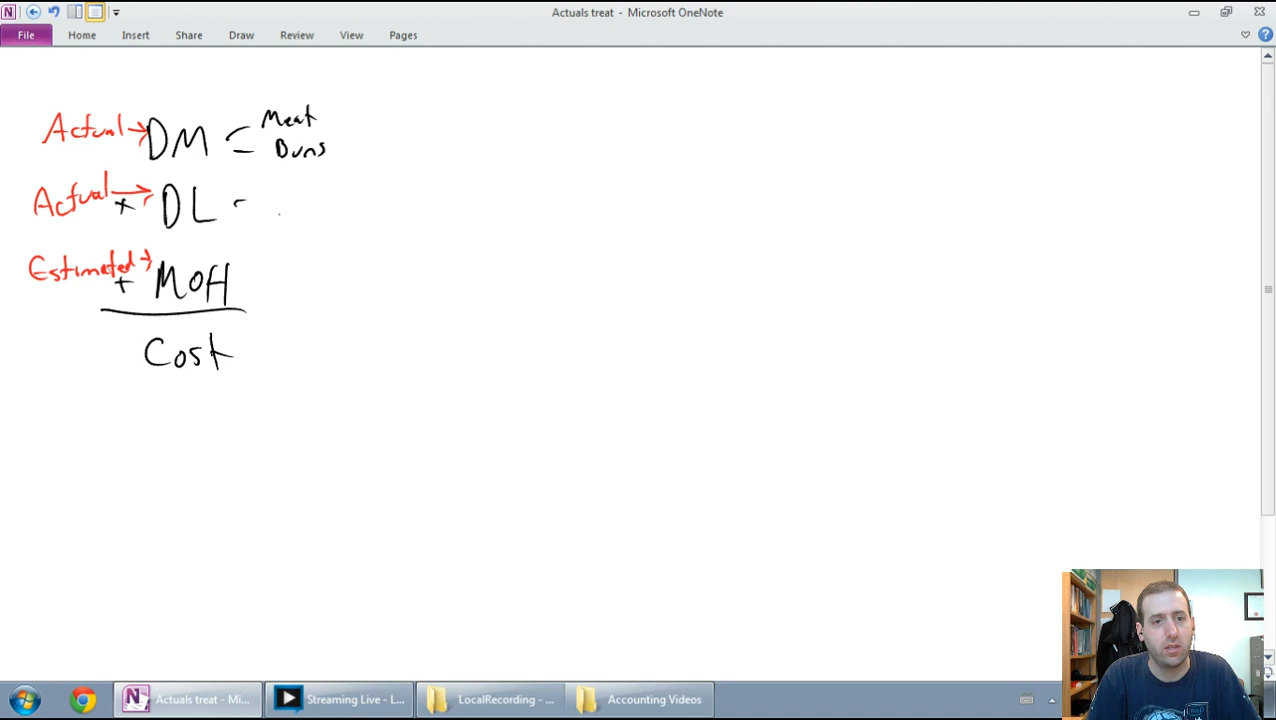 Actuals treat - Microsoft OneNote
File Home Insert Share Draw Review View Pages
Actual → DM = Meat
Buns
Actual → + DL -
Estimated → + MOH
Cost
Actuals treat - Mi...
Streaming Live - L...
LocalRecording - ...
Accounting Videos